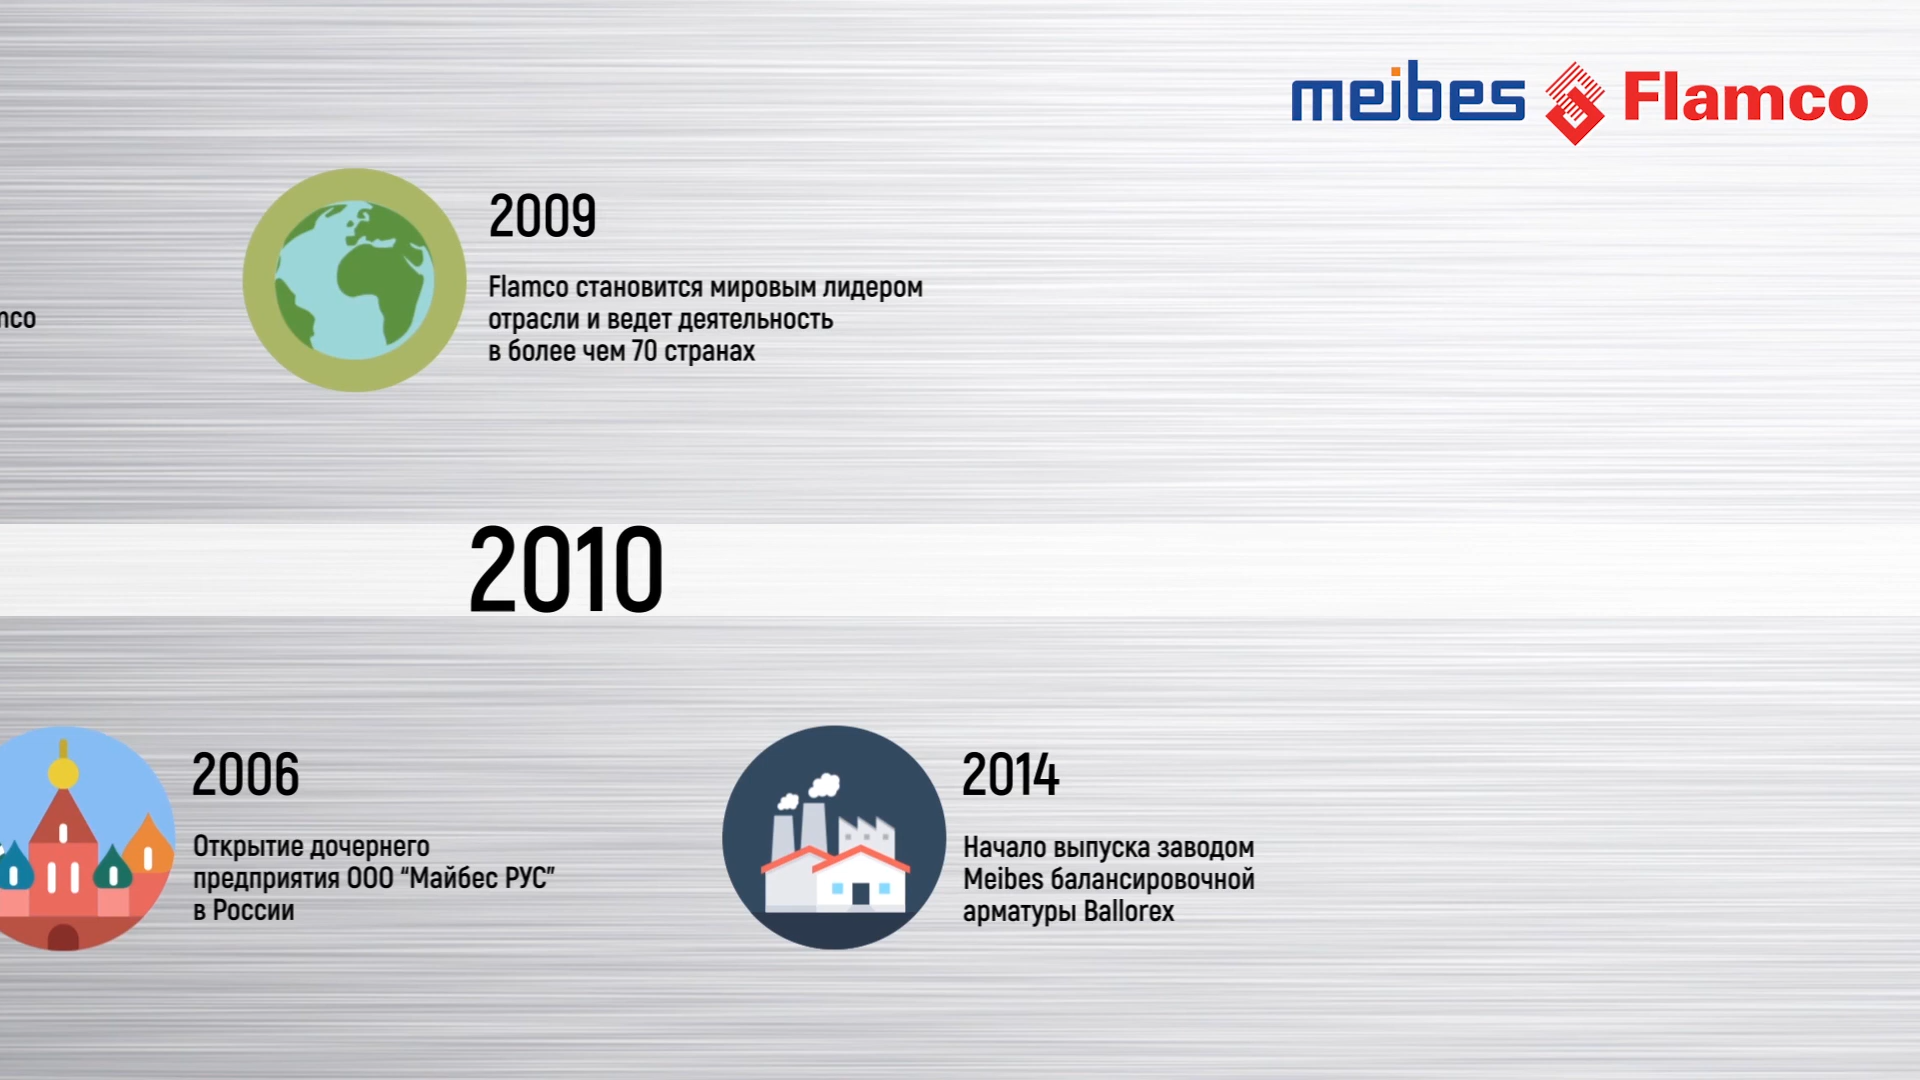 meibes Flamco
2009
Flamco становится мировым лидером
отрасли и ведет деятельность
в более чем 70 странах
2010
2006
Открытие дочернего
предприятия ООО “Майбес РУС”
в России
2014
Начало выпуска заводом
Meibes балансировочной
арматуры Ballorex